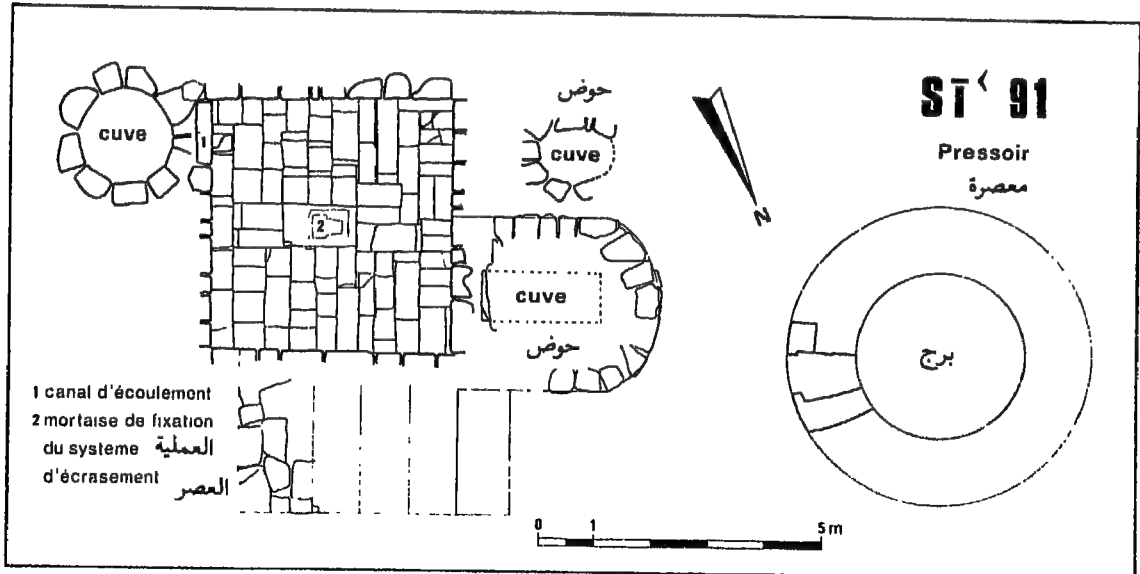 SĪ‘ 91
Pressoir
معصرة
حوض
cuve
cuve
1
2
cuve
حوض
برج
N
1 canal d'écoulement
2 mortaise de fixation
du systeme العملية
d'écrasement العصر
0 1 5 m